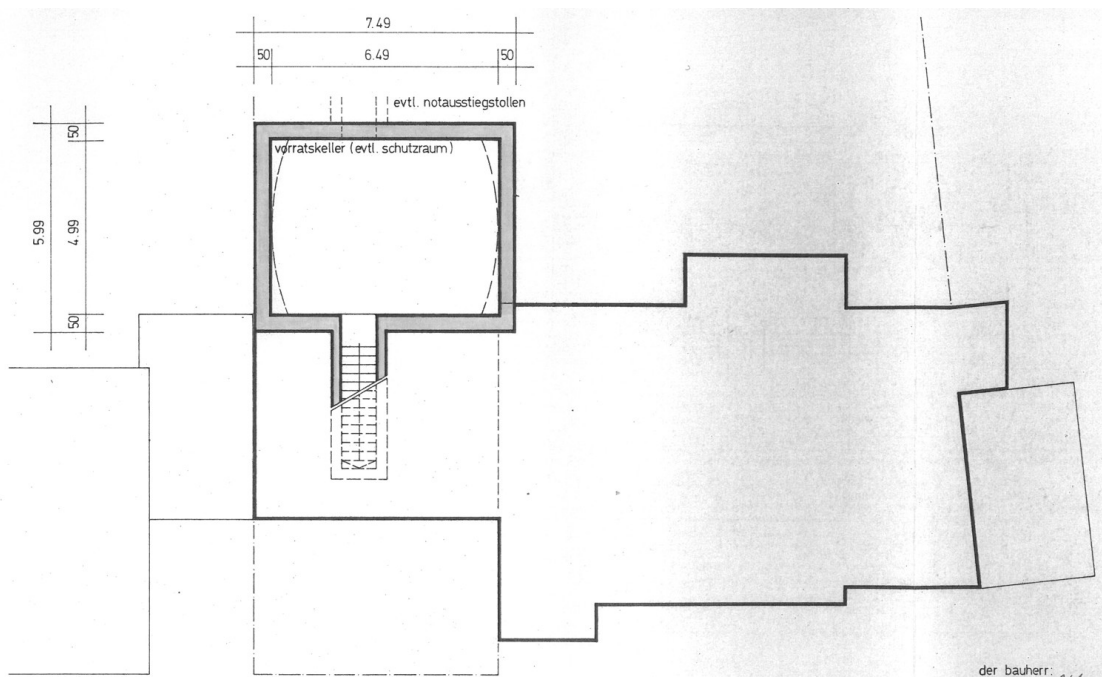 7.49
50 6.49 50
evtl. notausstiegstollen
vorratskeller (evtl. schutzraum)
50
5.99 4.99
50
der bauherr: